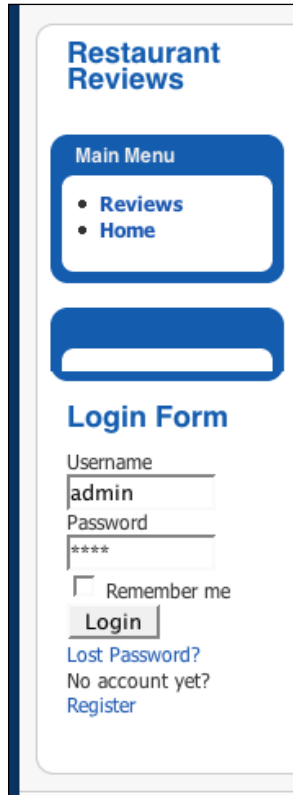 Restaurant
Reviews
Main Menu
Reviews
Home
Login Form
Username
admin
Password
****
Remember me
Login
Lost Password?
No account yet?
Register